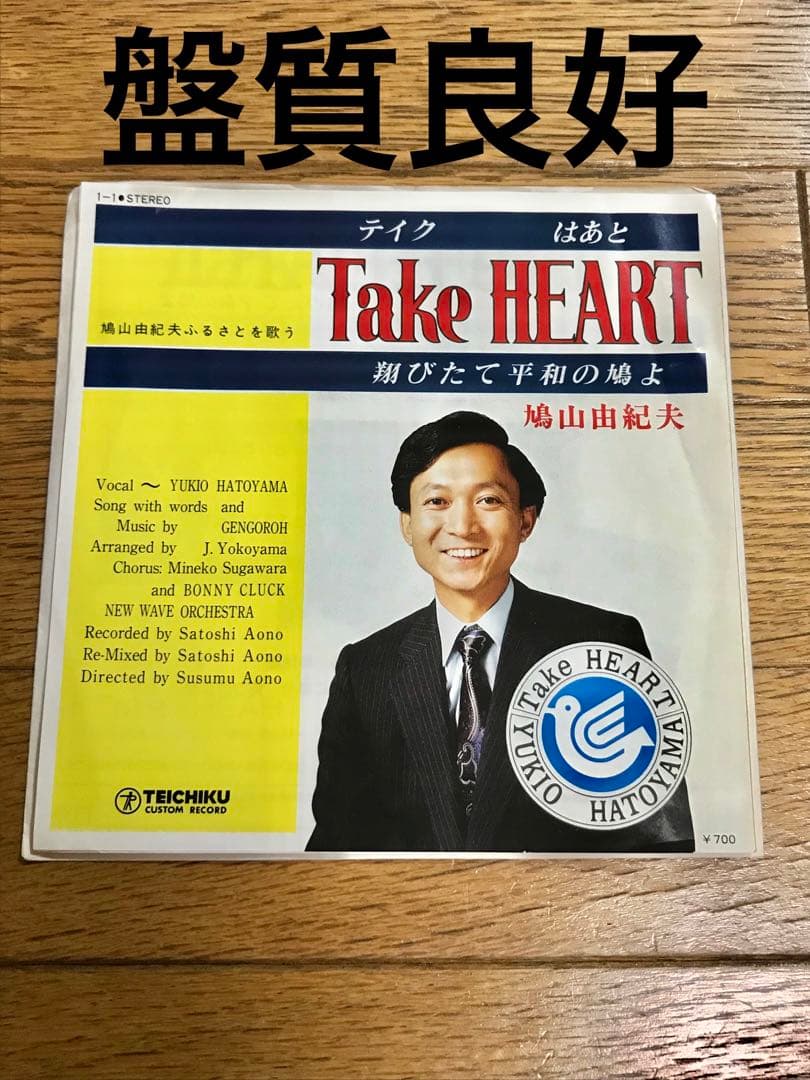 盤質良好
1-1●STEREO
テイク はあと
Take HEART
鳩山由紀夫ふるさとを歌う
翔びたて平和の鳩よ
鳩山由紀夫
Vocal〜 YUKIO HATOYAMA
Song with words and
Music by GENGOROH
Arranged by J. Yokoyama
Chorus: Mineko Sugawara
and BONNY CLUCK
NEW WAVE ORCHESTRA
Recorded by Satoshi Aono
Re-Mixed by Satoshi Aono
Directed by Susumu Aono
Take HEART
YUKIO HATOYAMA
TEICHIKU
CUSTOM RECORD
¥700